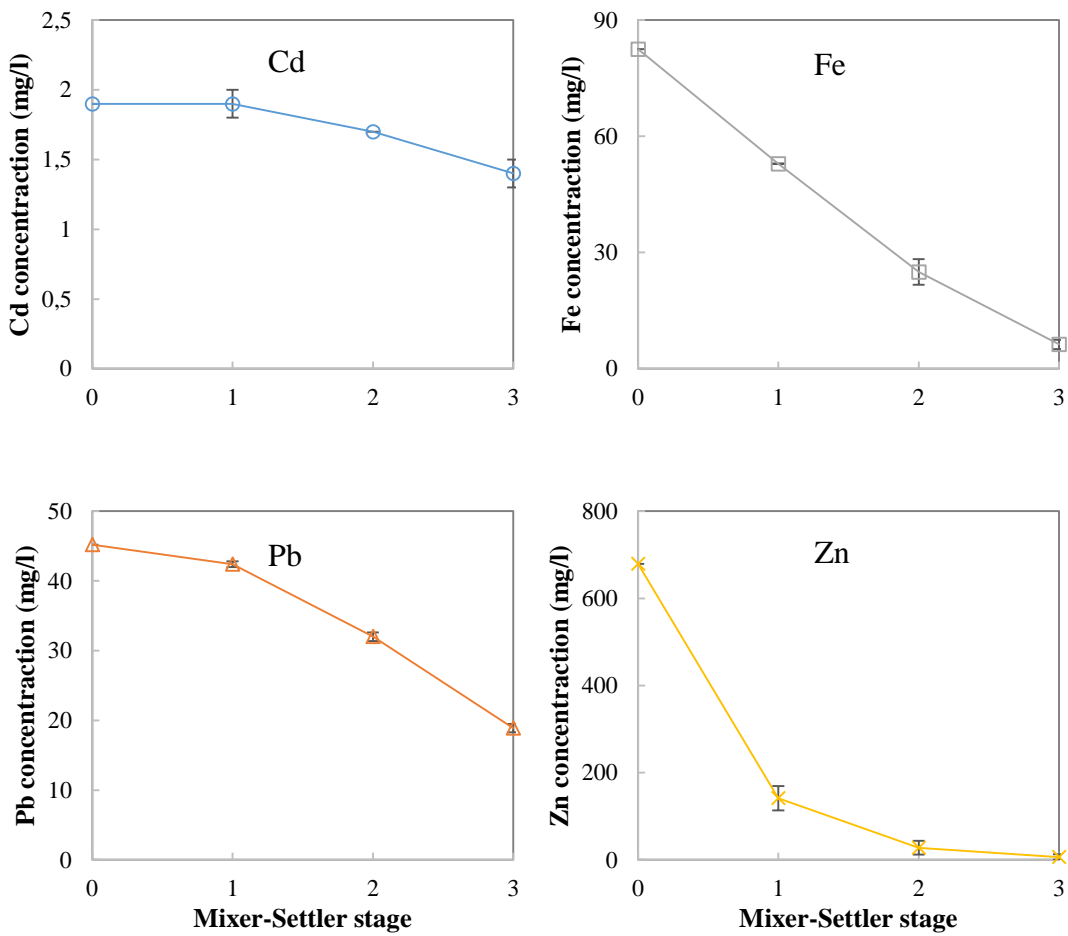 Cd concentration (mg/l)
2,5
2
1,5
1
0,5
0
Cd
0 1 2 3
Fe concentration (mg/l)
90
60
30
0
Fe
0 1 2 3
Pb concentration (mg/l)
50
40
30
20
10
0
Pb
0 1 2 3
Mixer-Settler stage
Zn concentration (mg/l)
800
600
400
200
0
Zn
0 1 2 3
Mixer-Settler stage